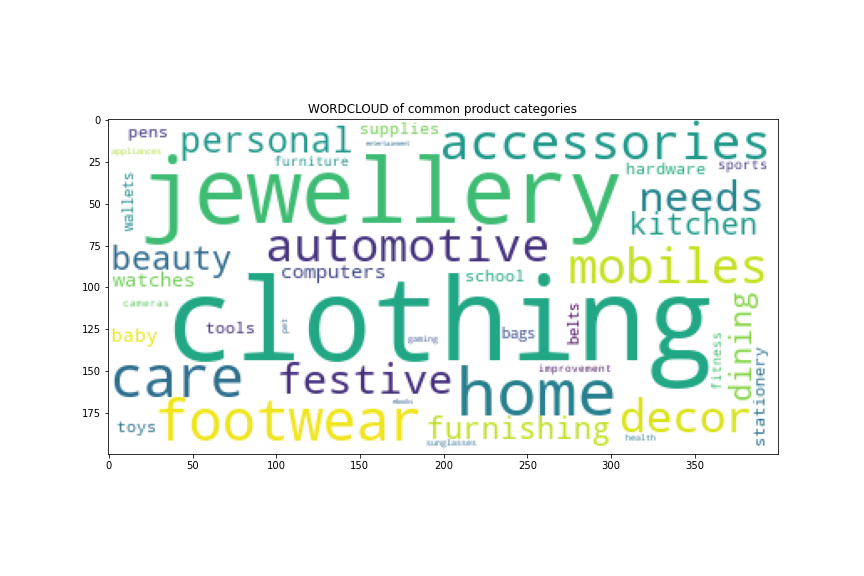 WORDCLOUD of common product categories
0
25
50
75
100
125
150
175
pens
personal
supplies
entertainment
accessories
appliances
furniture
hardware
sports
wallets
jewellery
needs
kitchen
automotive
beauty
computers
school
mobiles
watches
cameras
clothing
baby
tools
pet
gaming
bags
belts
fitness
dining
care
festive
improvement
home
stationery
ebooks
toys
footwear
furnishing
decor
sunglasses
health
0
50
100
150
200
250
300
350